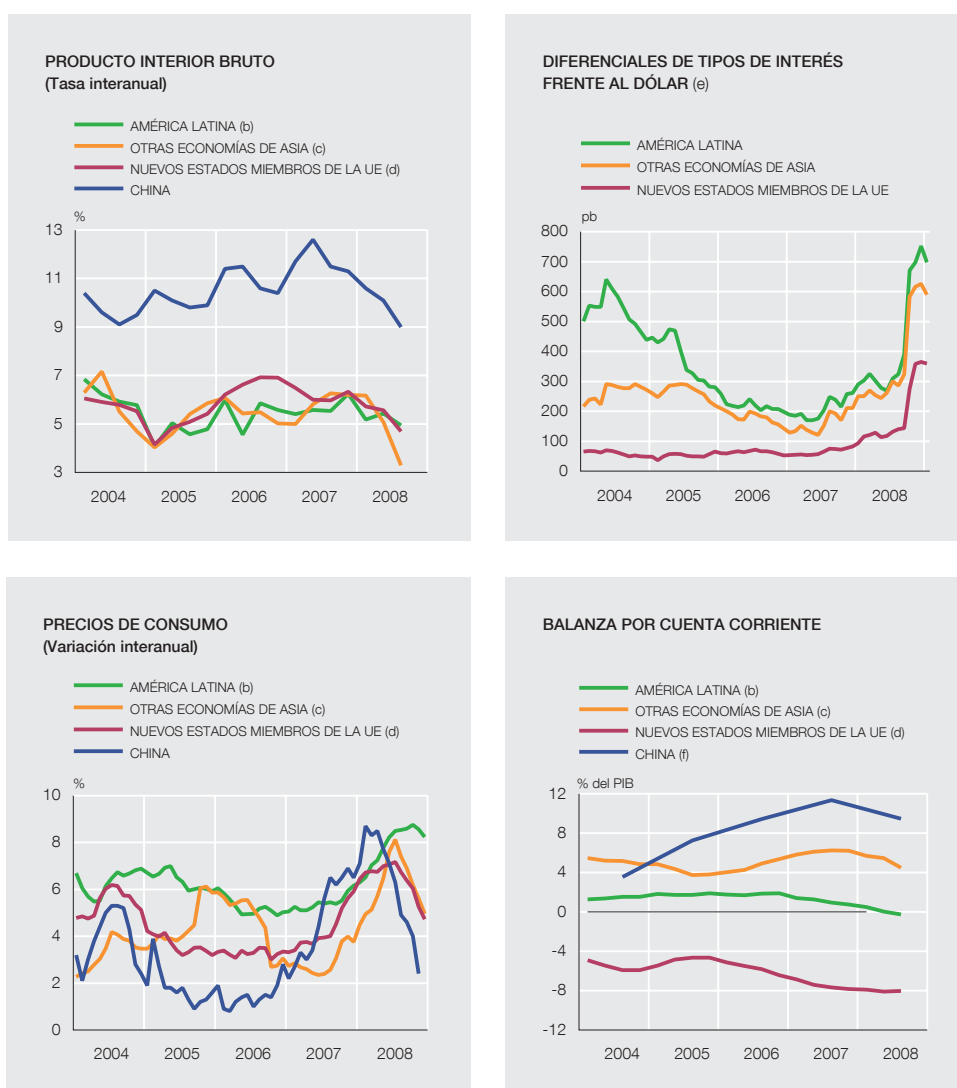 PRODUCTO INTERIOR BRUTO
(Tasa interanual)
AMÉRICA LATINA (b)
OTRAS ECONOMÍAS DE ASIA (c)
NUEVOS ESTADOS MIEMBROS DE LA UE (d)
CHINA
%
13
11
9
7
5
3
2004 2005 2006 2007 2008
DIFERENCIALES DE TIPOS DE INTERÉS
FRENTE AL DÓLAR (e)
AMÉRICA LATINA
OTRAS ECONOMÍAS DE ASIA
NUEVOS ESTADOS MIEMBROS DE LA UE
pb
800
700
600
500
400
300
200
100
0
2004 2005 2006 2007 2008
PRECIOS DE CONSUMO
(Variación interanual)
AMÉRICA LATINA (b)
OTRAS ECONOMÍAS DE ASIA (c)
NUEVOS ESTADOS MIEMBROS DE LA UE (d)
CHINA
%
10
8
6
4
2
0
2004 2005 2006 2007 2008
BALANZA POR CUENTA CORRIENTE
AMÉRICA LATINA (b)
OTRAS ECONOMÍAS DE ASIA (c)
NUEVOS ESTADOS MIEMBROS DE LA UE (d)
CHINA (f)
% del PIB
12
8
4
0
-4
-8
-12
2004 2005 2006 2007 2008